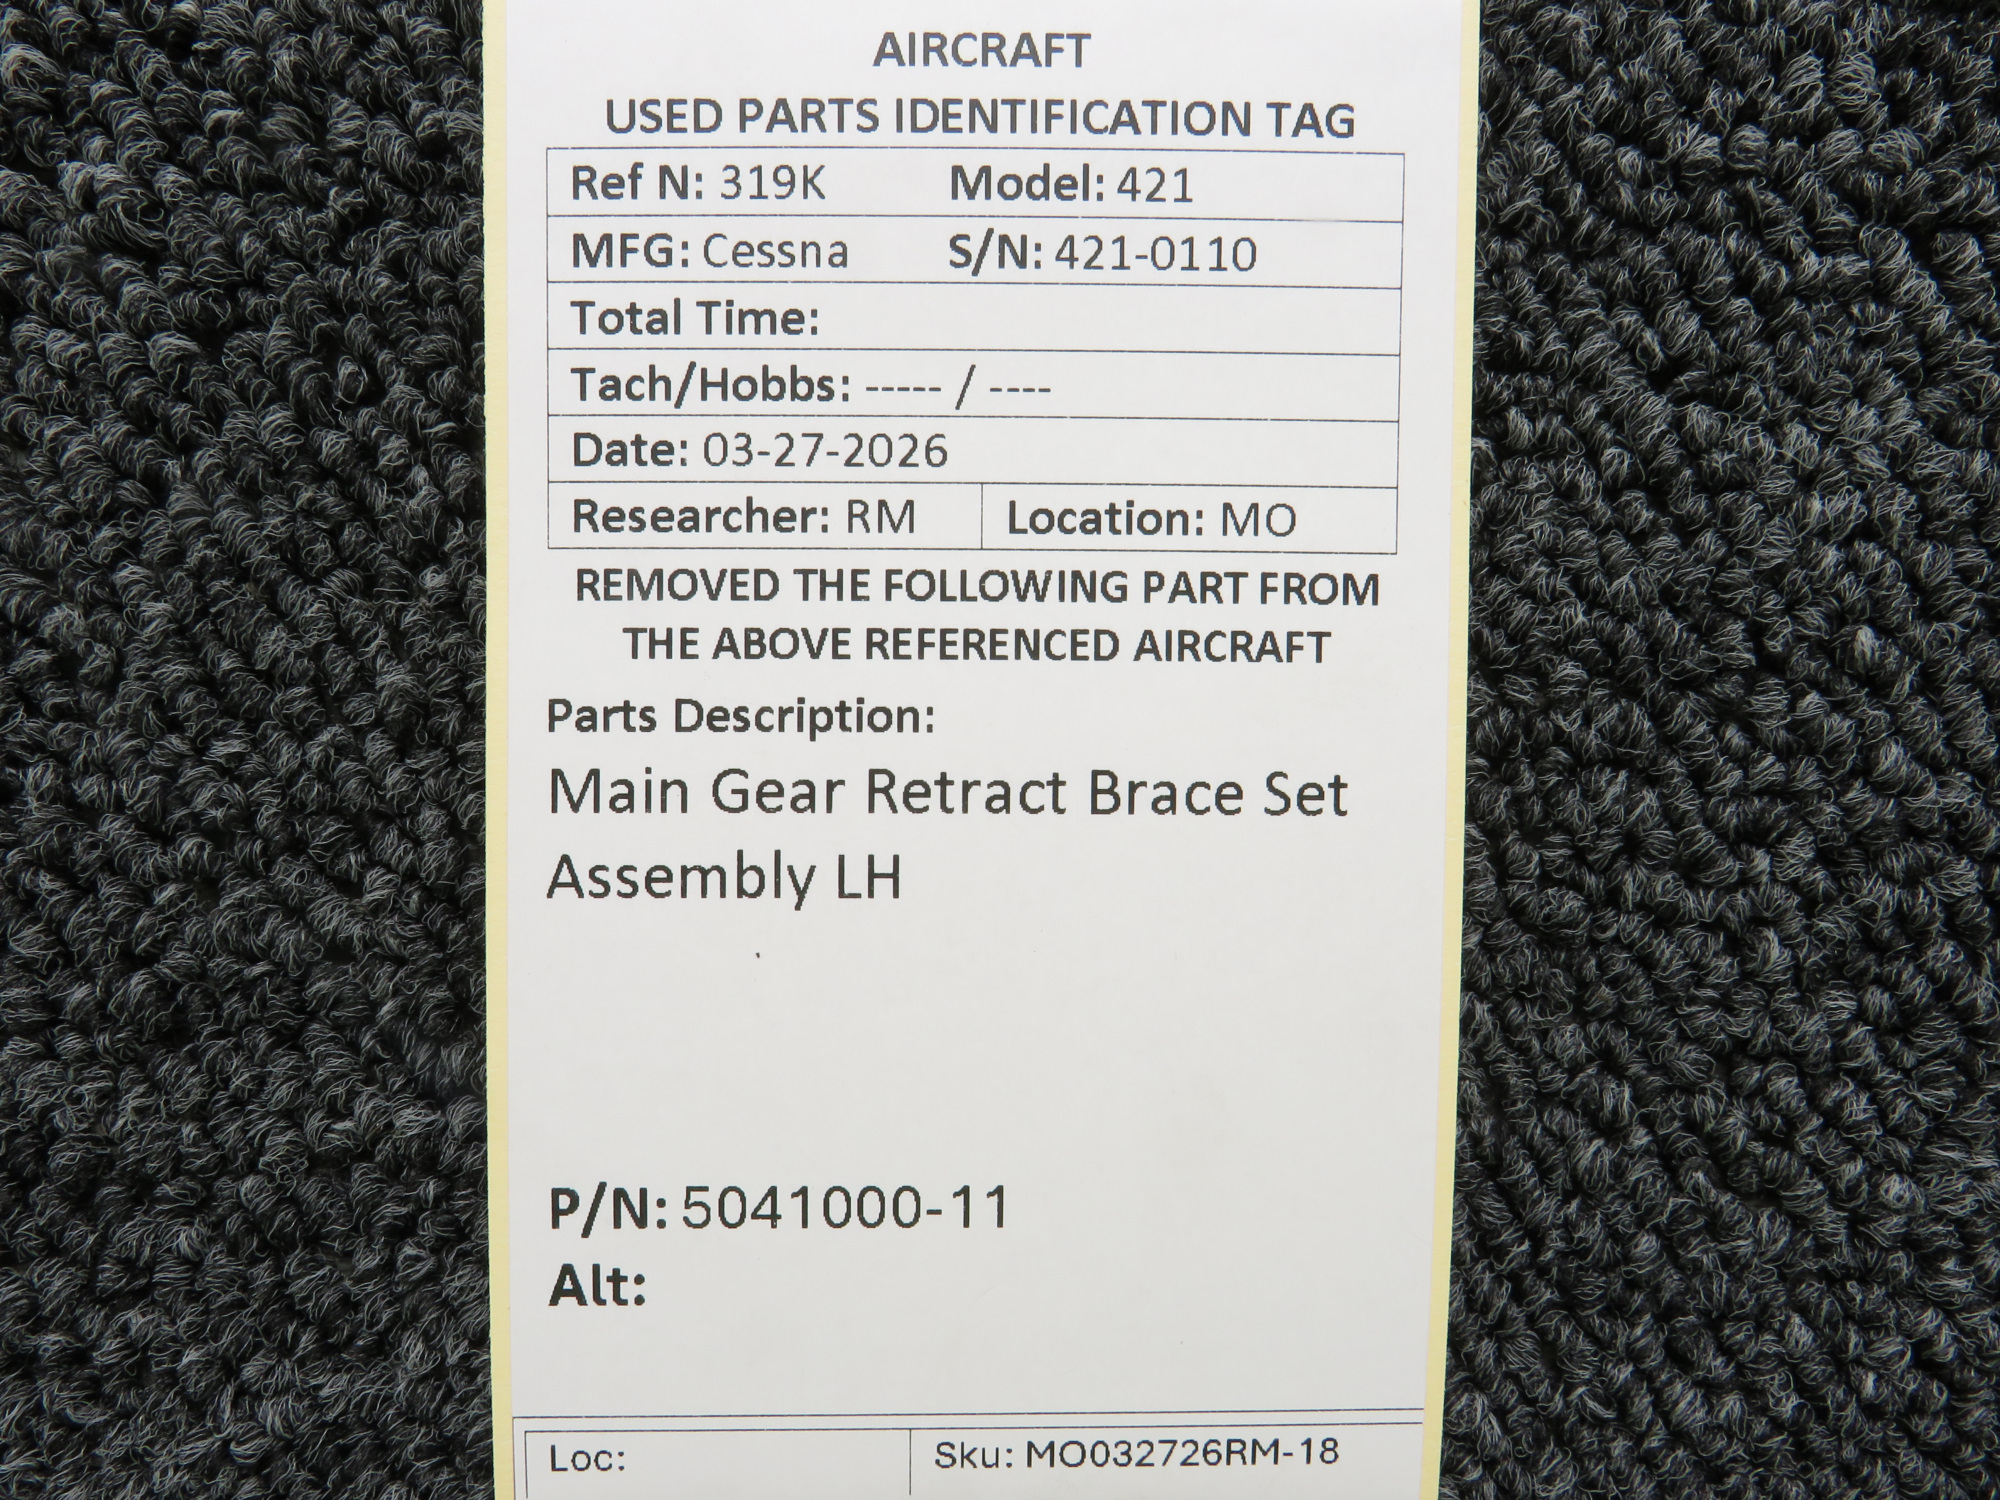 AIRCRAFT
USED PARTS IDENTIFICATION TAG
Ref N: 319K Model: 421
MFG: Cessna S/N: 421-0110
Total Time:
Tach/Hobbs: ----- / ----
Date: 03-27-2026
Researcher: RM Location: MO
REMOVED THE FOLLOWING PART FROM
THE ABOVE REFERENCED AIRCRAFT
Parts Description:
Main Gear Retract Brace Set
Assembly LH
P/N: 5041000-11
Alt:
Loc: Sku: MO032726RM-18